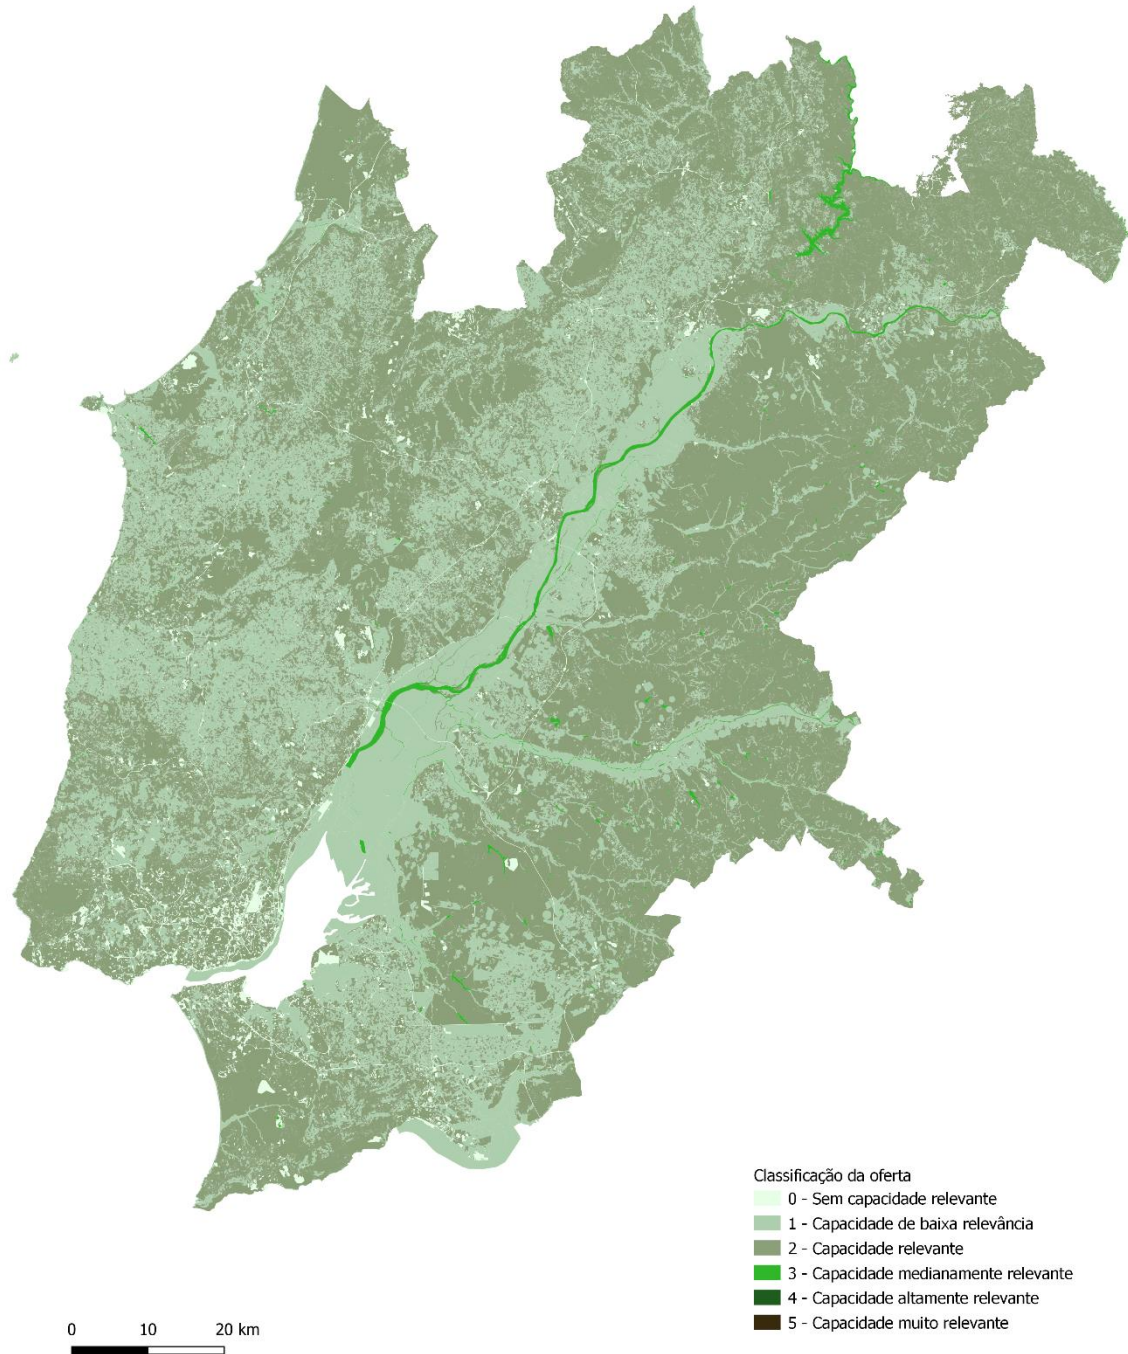 Classificação da oferta
0 - Sem capacidade relevante
1 - Capacidade de baixa relevância
2 - Capacidade relevante
3 - Capacidade medianamente relevante
4 - Capacidade altamente relevante
5 - Capacidade muito relevante
0 10 20 km